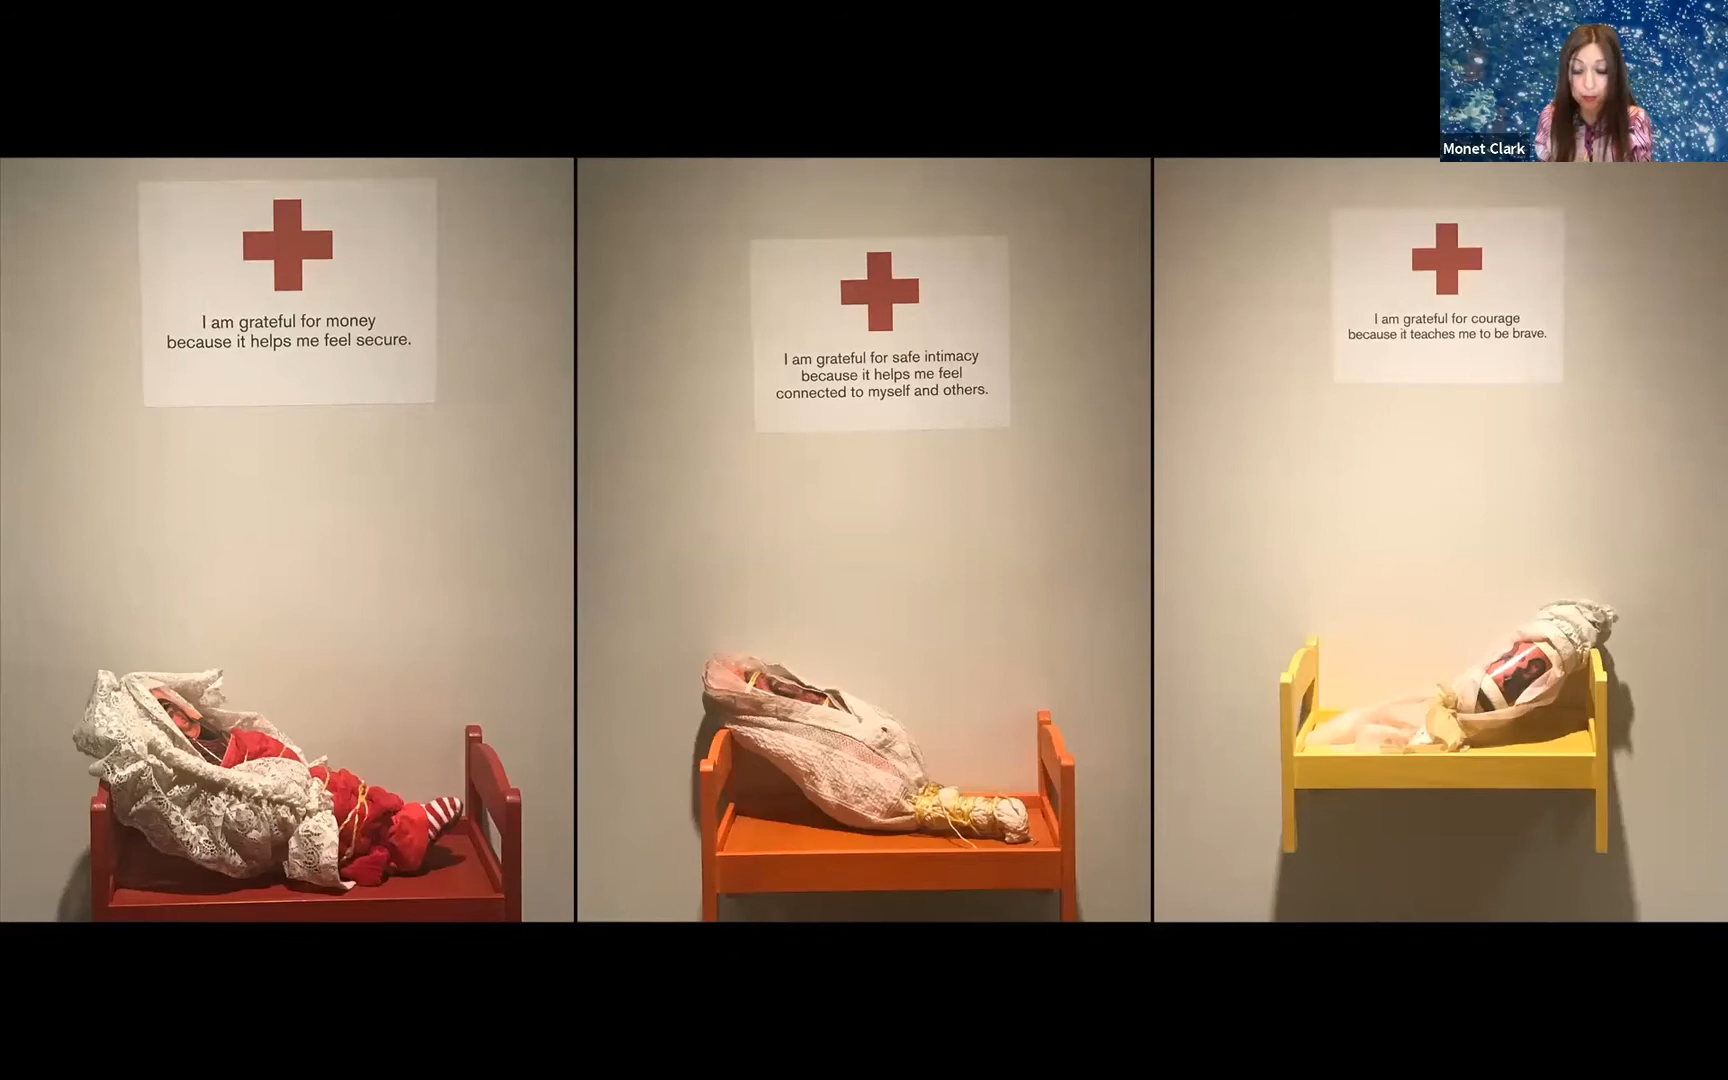 Monet Clark
I am grateful for money
because it helps me feel secure.
I am grateful for safe intimacy
because it helps me feel
connected to myself and others.
I am grateful for courage
because it teaches me to be brave.